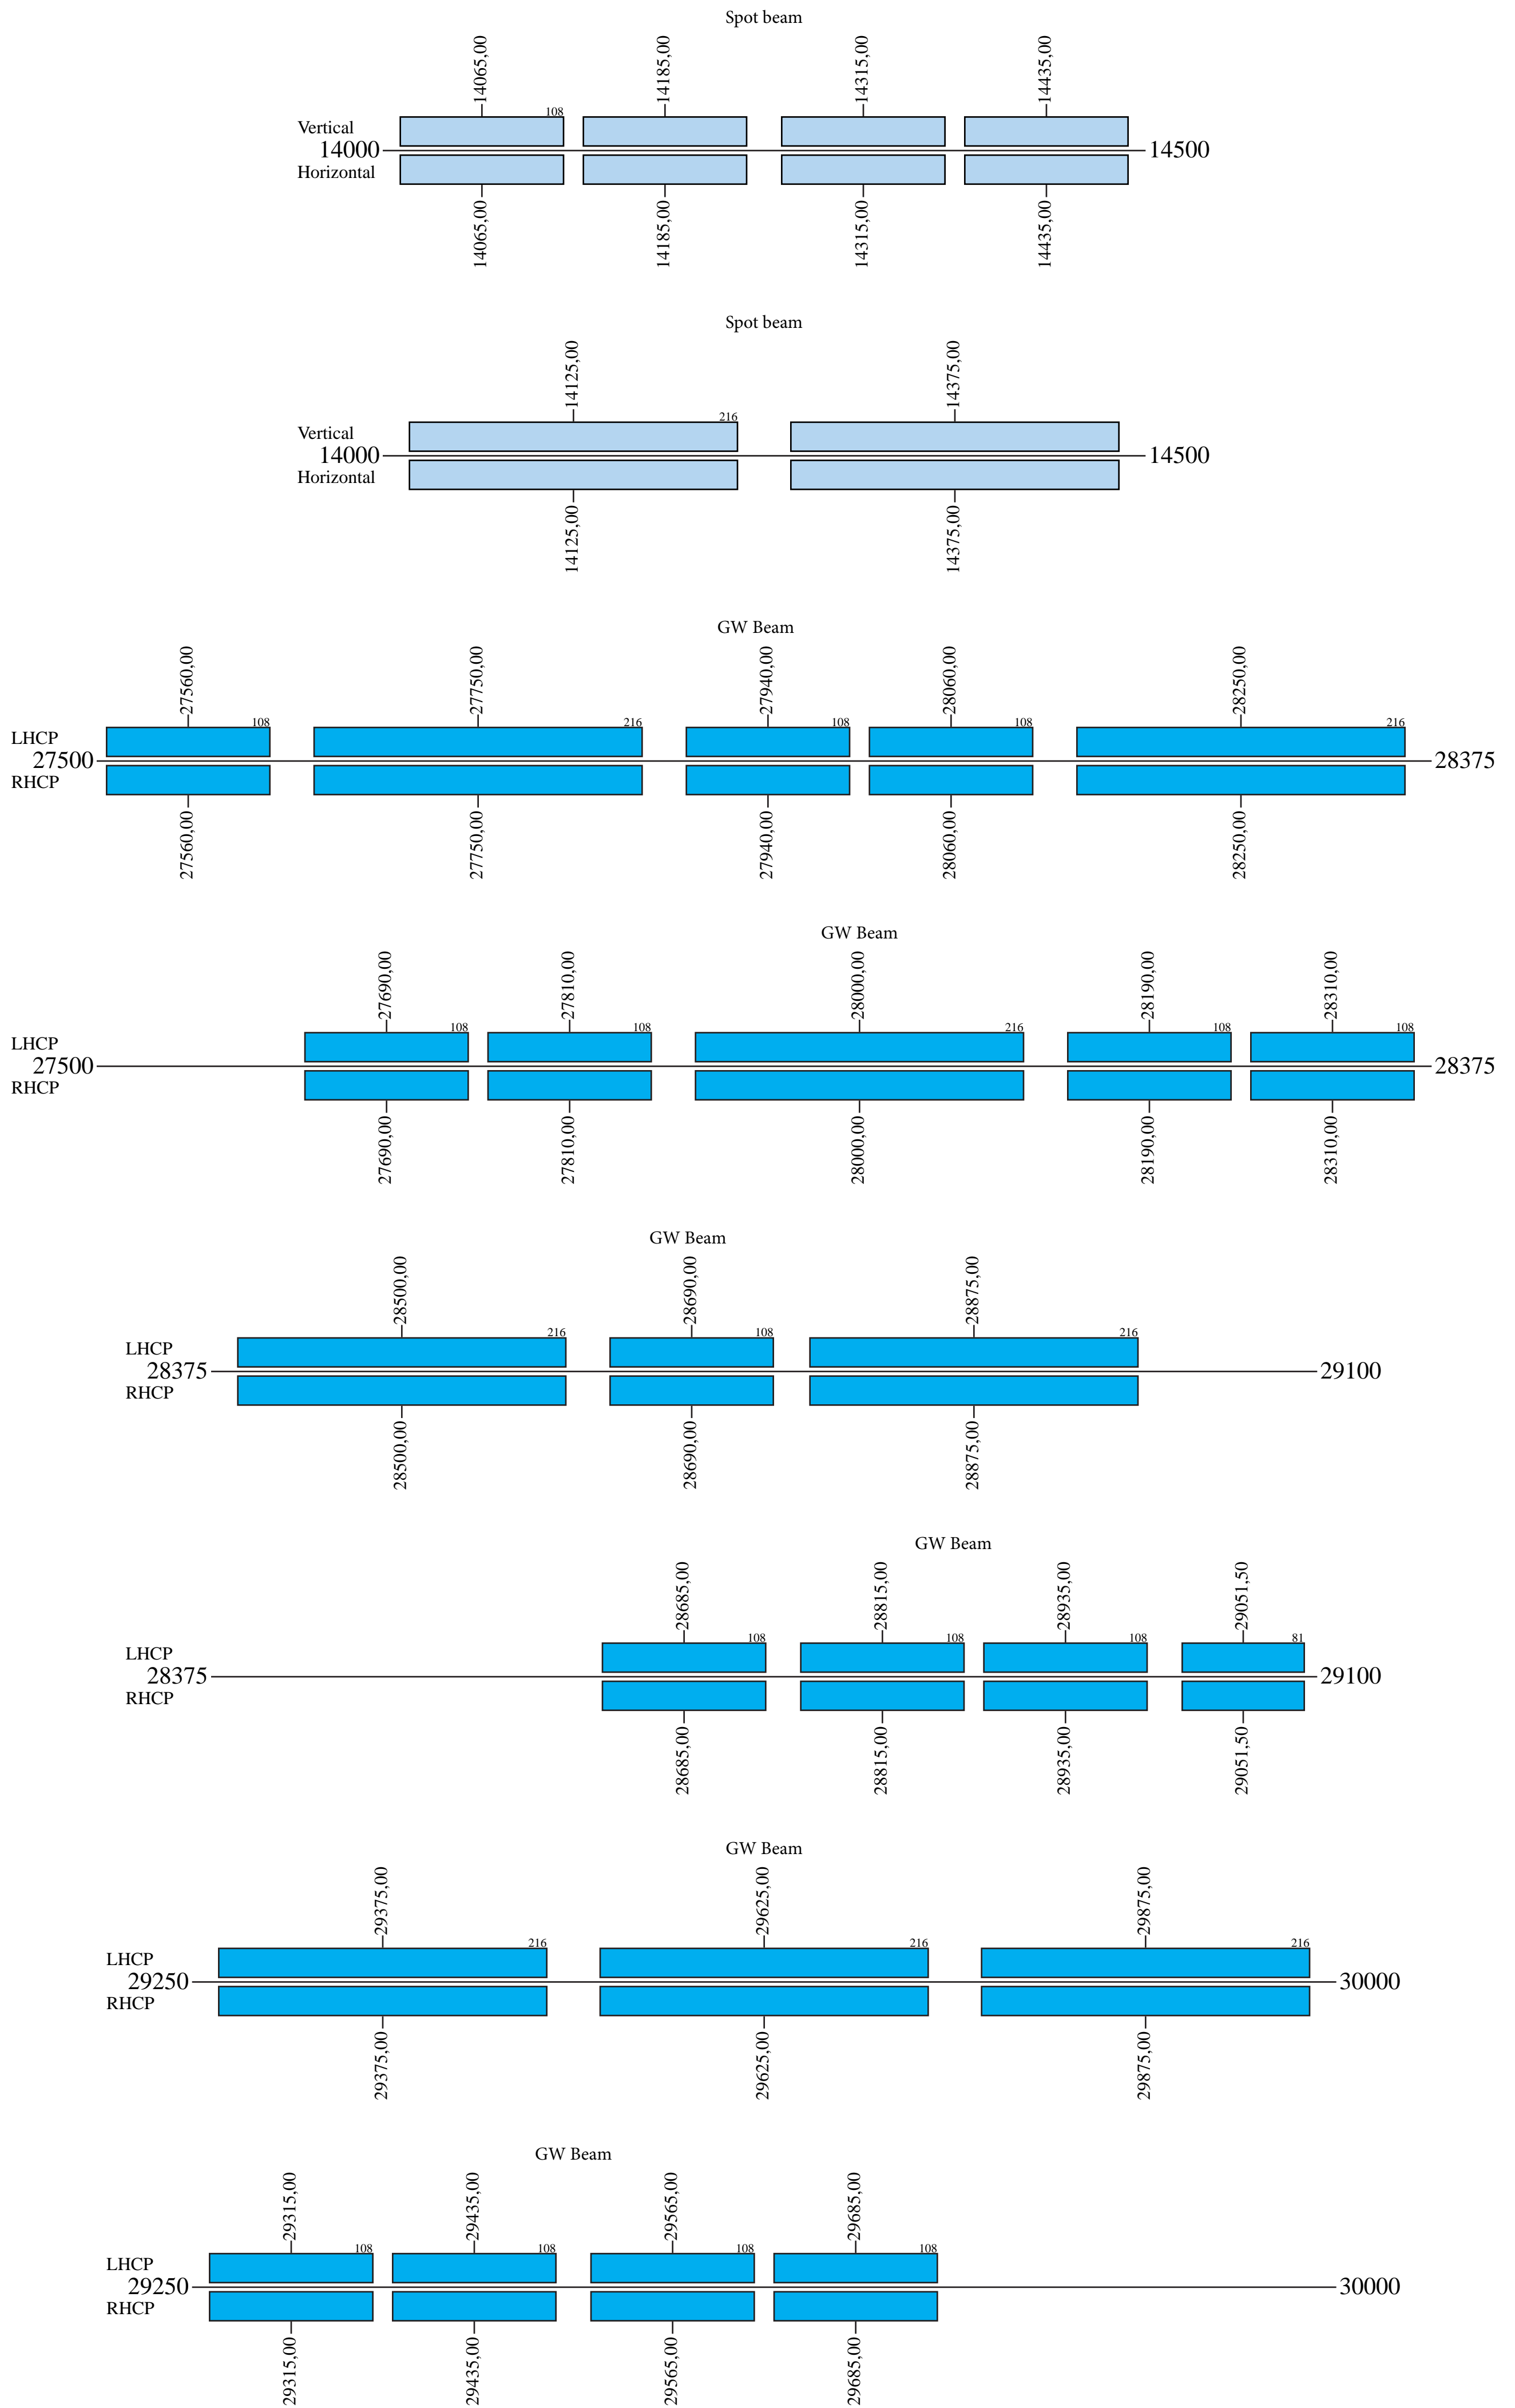 Spot beam
14065,00 14185,00 14315,00 14435,00
108
Vertical
14000 14500
Horizontal
14065,00 14185,00 14315,00 14435,00
Spot beam
14125,00 14375,00
216
Vertical
14000 14500
Horizontal
14125,00 14375,00
GW Beam
27560,00 27750,00 27940,00 28060,00 28250,00
108 216 108 108 216
LHCP
27500 28375
RHCP
27560,00 27750,00 27940,00 28060,00 28250,00
GW Beam
27690,00 27810,00 28000,00 28190,00 28310,00
108 108 216 108 108
LHCP
27500 28375
RHCP
27690,00 27810,00 28000,00 28190,00 28310,00
GW Beam
28500,00 28690,00 28875,00
216 108 216
LHCP
28375 29100
RHCP
28500,00 28690,00 28875,00
GW Beam
28685,00 28815,00 28935,00 29051,50
108 108 108 81
LHCP
28375 29100
RHCP
28685,00 28815,00 28935,00 29051,50
GW Beam
29375,00 29625,00 29875,00
216 216 216
LHCP
29250 30000
RHCP
29375,00 29625,00 29875,00
GW Beam
29315,00 29435,00 29565,00 29685,00
108 108 108 108
LHCP
29250 30000
RHCP
29315,00 29435,00 29565,00 29685,00